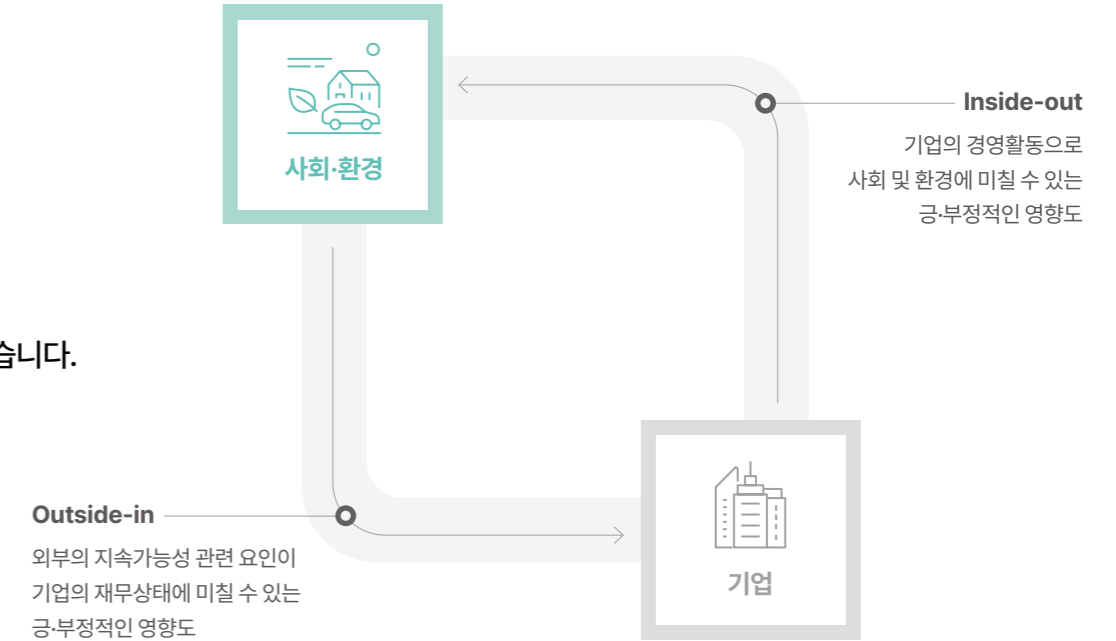 사회·환경
Inside-out
기업의 경영활동으로
사회 및 환경에 미칠 수 있는
긍·부정적인 영향도
습니다.
Outside-in
외부의 지속가능성 관련 요인이
기업의 재무상태에 미칠 수 있는
긍·부정적인 영향도
기업